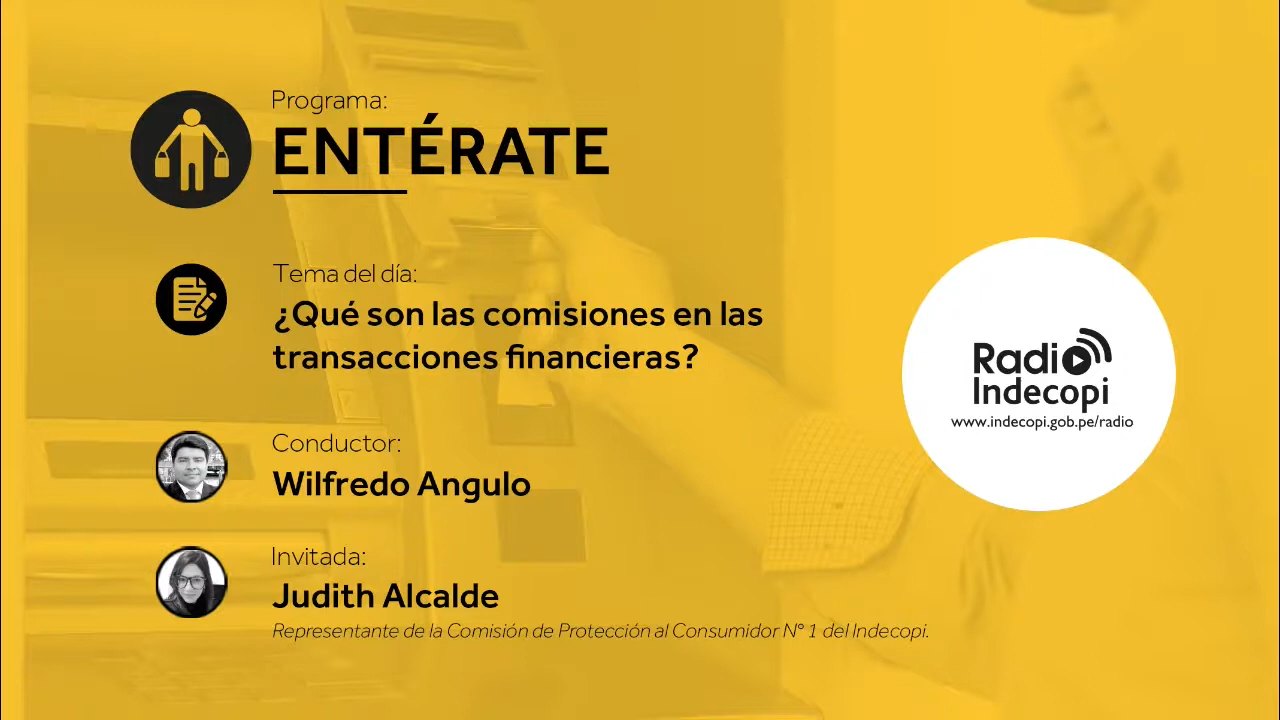 Programa:
ENTÉRATE
Tema del día:
¿Qué son las comisiones en las
transacciones financieras?
Conductor:
Wilfredo Angulo
Invitada:
Judith Alcalde
Representante de la Comisión de Protección al Consumidor N° 1 del Indecopi.
Radio
Indecopi
www.indecopi.gob.pe/radio